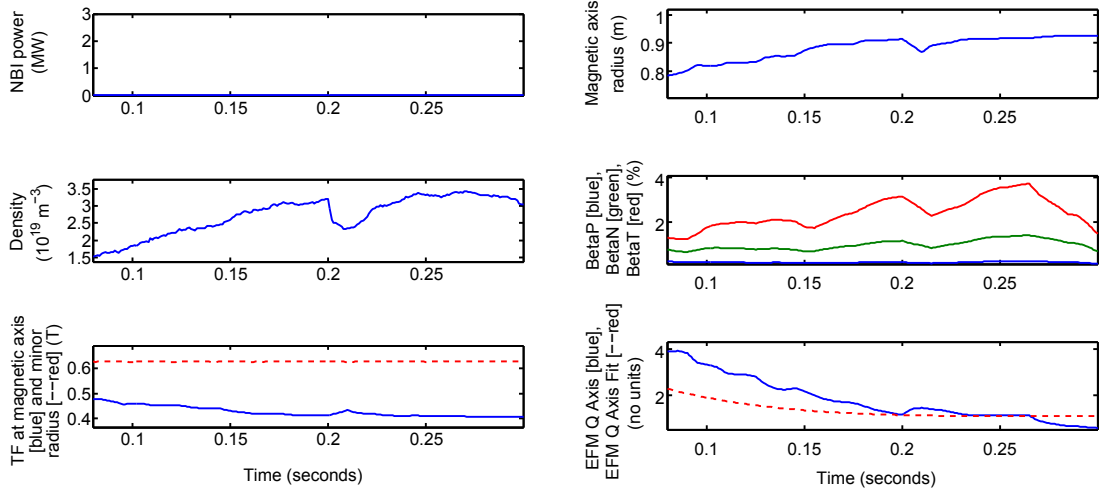 NBI power
(MW)
3
2
1
0
0.1 0.15 0.2 0.25
Magnetic axis
radius (m)
1
0.9
0.8
0.1 0.15 0.2 0.25
Density
(10^19 m^−3)
3.5
3
2.5
2
1.5
0.1 0.15 0.2 0.25
BetaP [blue],
BetaN [green],
BetaT [red] (%)
4
2
0.1 0.15 0.2 0.25
TF at magnetic axis
[blue] and minor
radius [−−red] (T)
0.6
0.5
0.4
0.1 0.15 0.2 0.25
Time (seconds)
EFM Q Axis [blue],
EFM Q Axis Fit [−−red]
(no units)
4
2
0.1 0.15 0.2 0.25
Time (seconds)